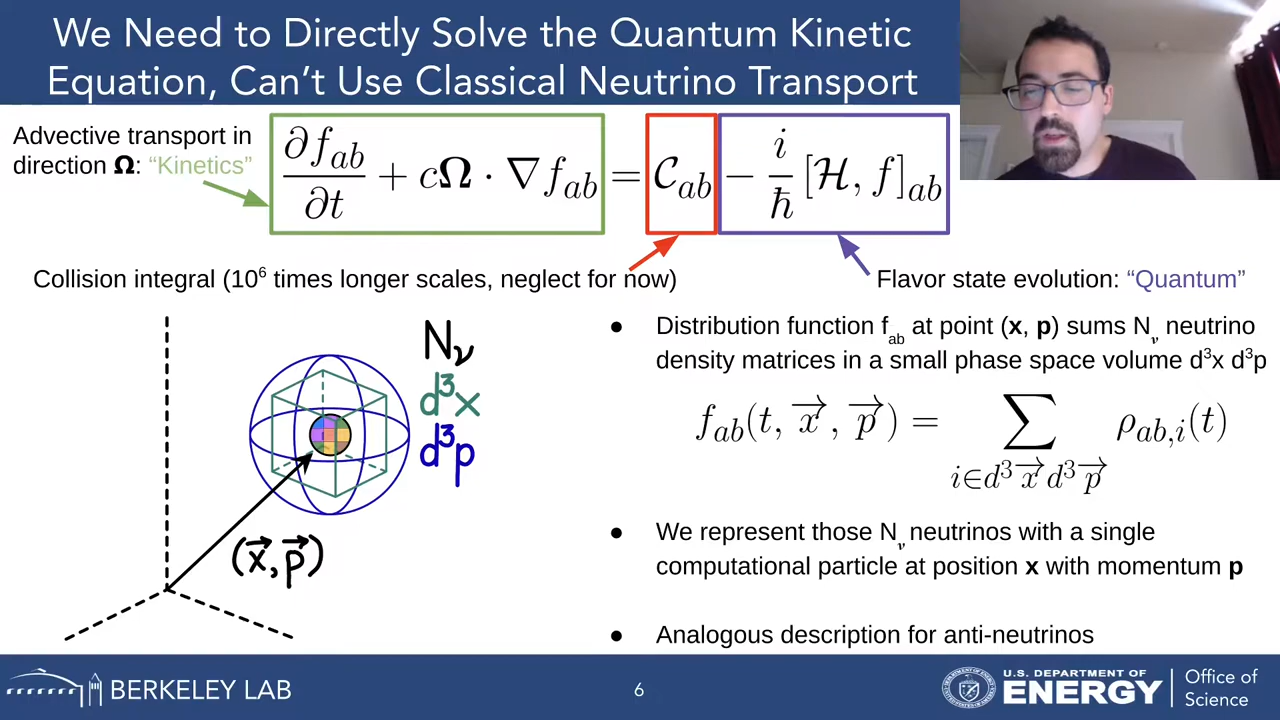 We Need to Directly Solve the Quantum Kinetic
Equation, Can't Use Classical Neutrino Transport
Advective transport in
direction Ω: “Kinetics”
∂f_ab/∂t + cΩ · ∇f_ab = C_ab − i/ħ [H, f]_ab
Collision integral (10⁶ times longer scales, neglect for now)
Flavor state evolution: “Quantum”
N_ν
d³x
d³p
(x⃗, p⃗)
● Distribution function f_ab at point (x, p) sums N_ν neutrino
density matrices in a small phase space volume d³x d³p
f_ab(t, x⃗, p⃗) = ∑_{i∈d³x⃗d³p⃗} ρ_ab,i(t)
● We represent those N_ν neutrinos with a single
computational particle at position x with momentum p
● Analogous description for anti-neutrinos
BERKELEY LAB
6
U.S. DEPARTMENT OF
ENERGY
Office of
Science